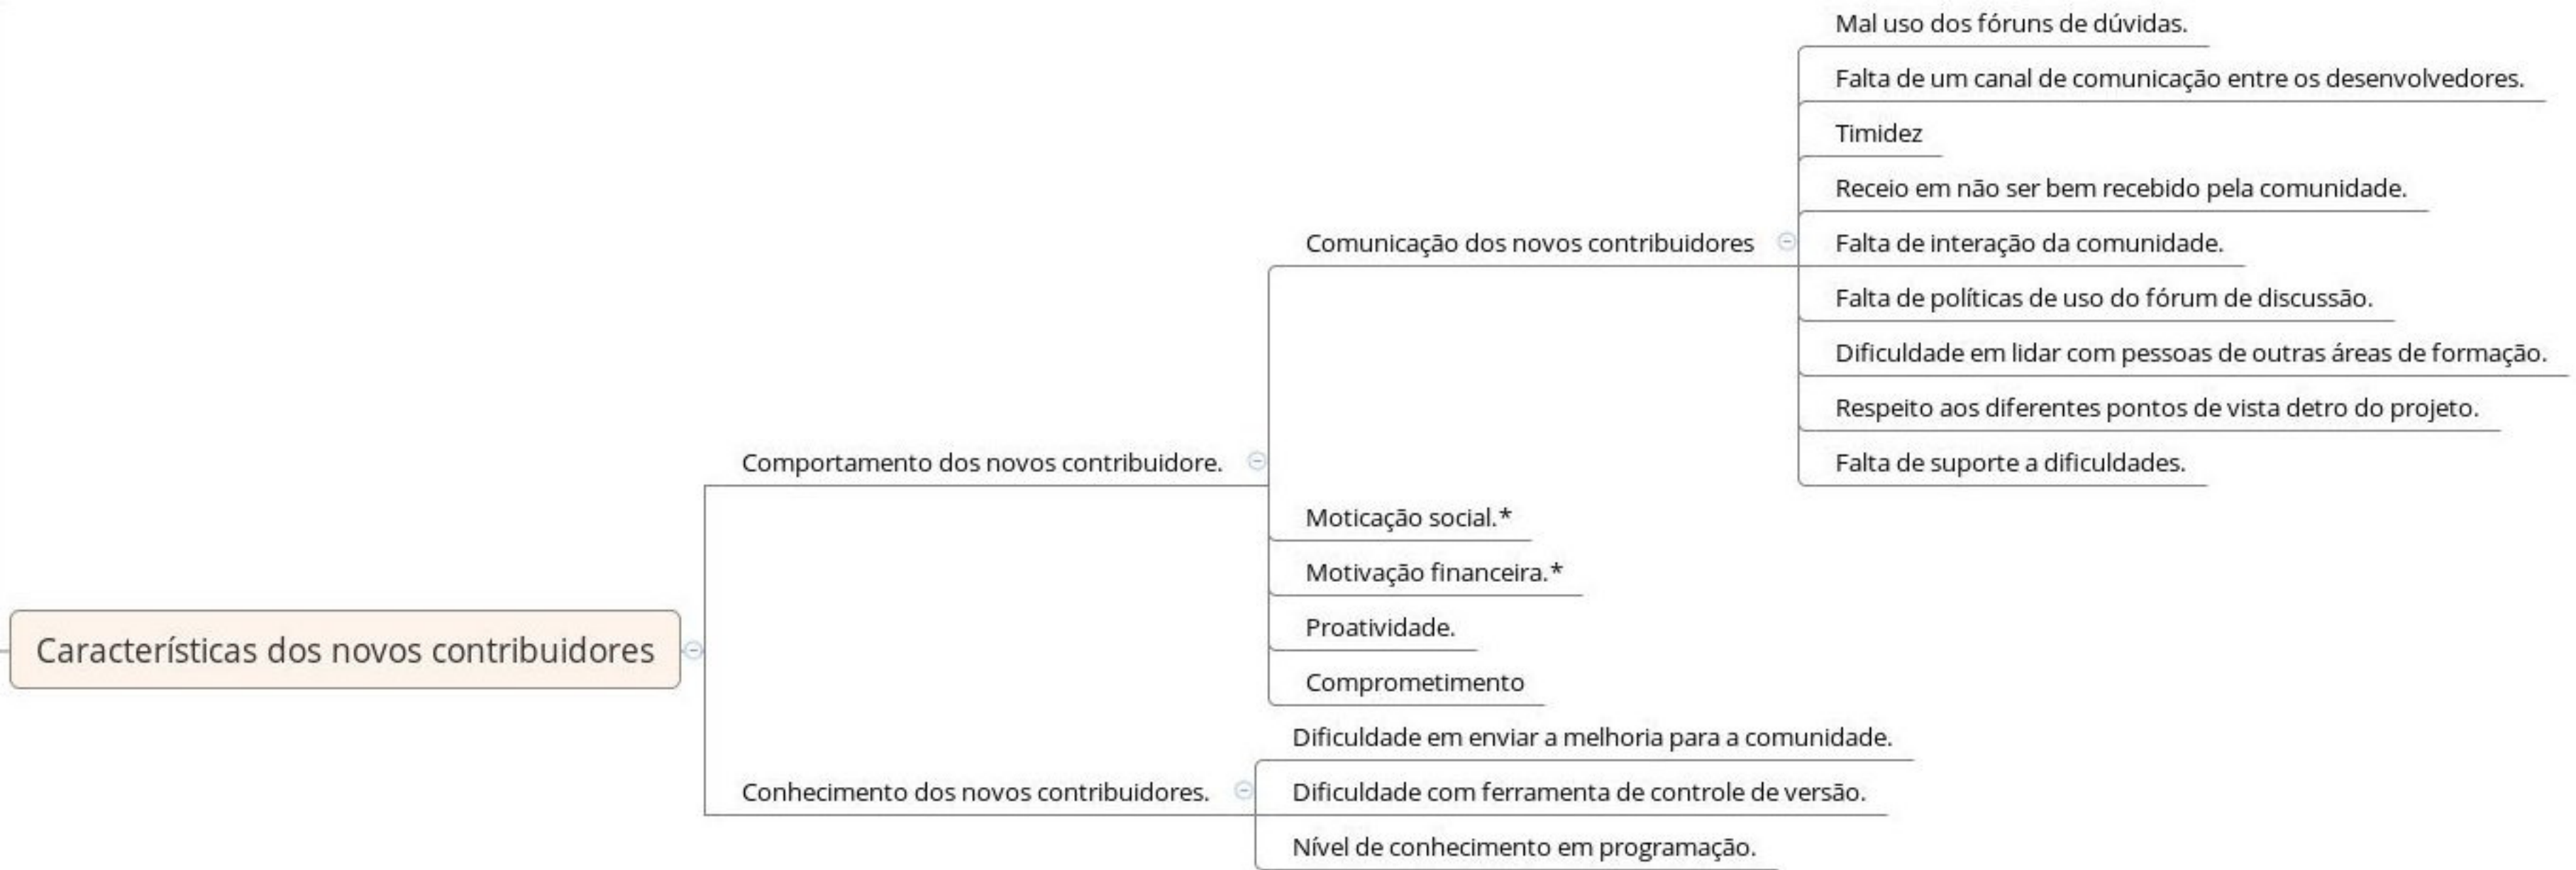 Mal uso dos fóruns de dúvidas.
Falta de um canal de comunicação entre os desenvolvedores.
Timidez
Receio em não ser bem recebido pela comunidade.
Comunicação dos novos contribuidores
Falta de interação da comunidade.
Falta de políticas de uso do fórum de discussão.
Dificuldade em lidar com pessoas de outras áreas de formação.
Respeito aos diferentes pontos de vista detro do projeto.
Comportamento dos novos contribuidore.
Falta de suporte a dificuldades.
Moticação social.*
Motivação financeira.*
Proatividade.
Características dos novos contribuidores
Comprometimento
Dificuldade em enviar a melhoria para a comunidade.
Conhecimento dos novos contribuidores.
Dificuldade com ferramenta de controle de versão.
Nível de conhecimento em programação.